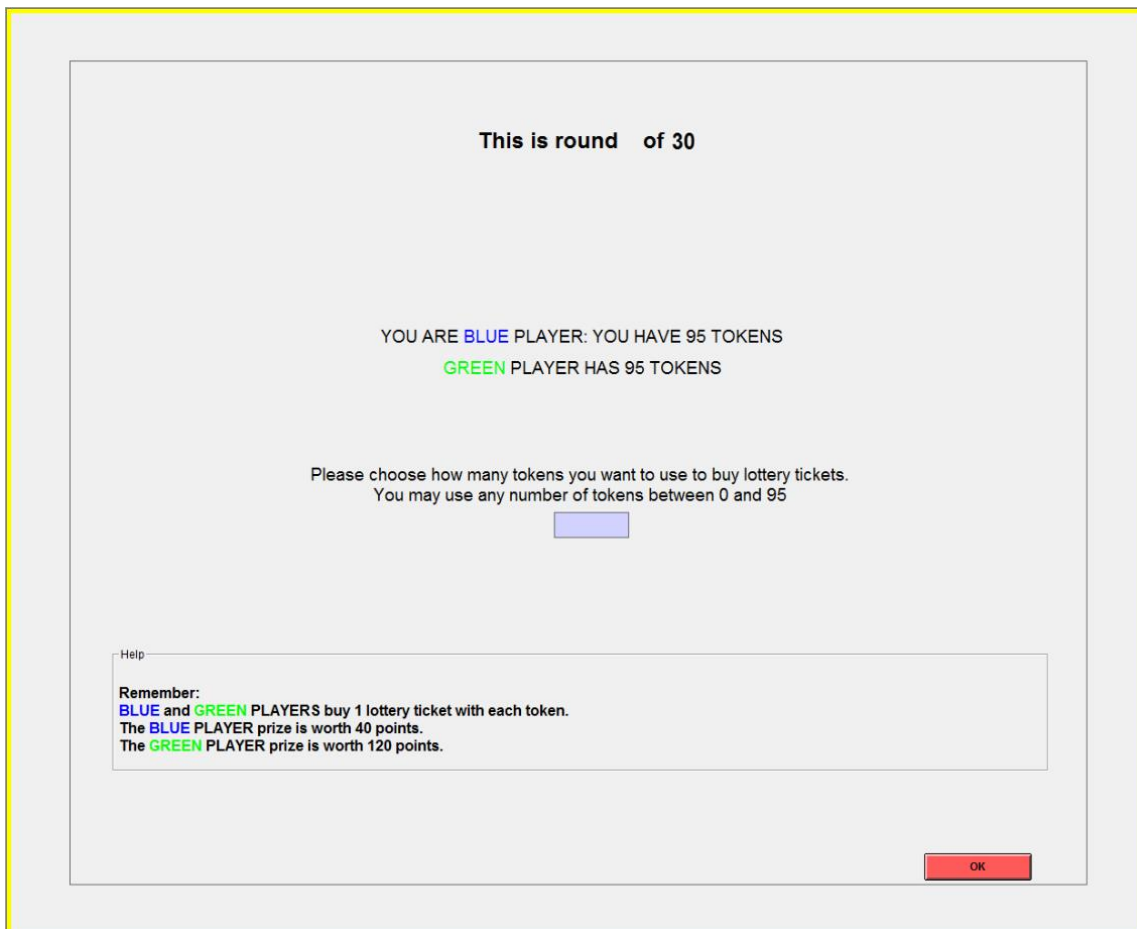 This is round of 30
YOU ARE BLUE PLAYER: YOU HAVE 95 TOKENS
GREEN PLAYER HAS 95 TOKENS
Please choose how many tokens you want to use to buy lottery tickets.
You may use any number of tokens between 0 and 95
Help
Remember:
BLUE and GREEN PLAYERS buy 1 lottery ticket with each token.
The BLUE PLAYER prize is worth 40 points.
The GREEN PLAYER prize is worth 120 points.
OK